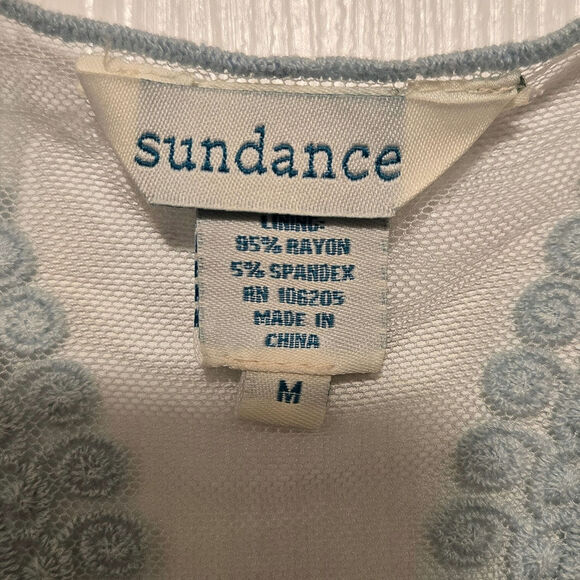 sundance
LINING:
95% RAYON
5% SPANDEX
RN 106205
MADE IN
CHINA
M